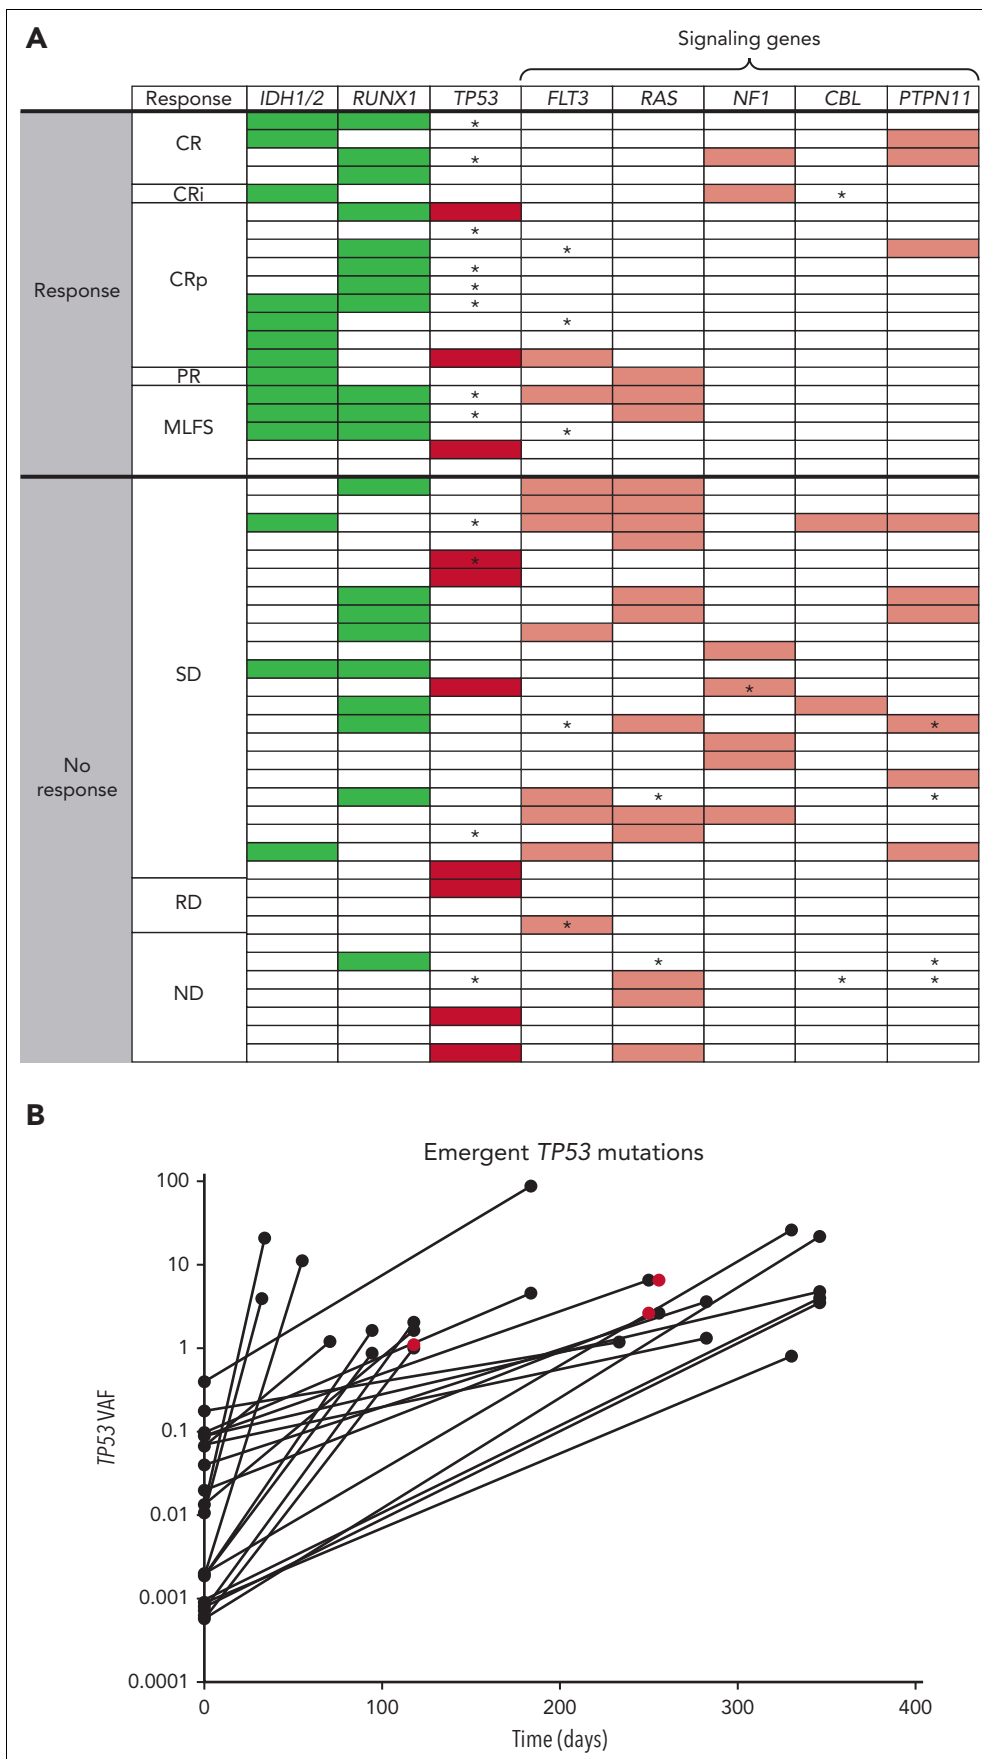 A
Signaling genes
Response IDH1/2 RUNX1 TP53 FLT3 RAS NF1 CBL PTPN11
CR
*
*
CRi
*
Response
CRp
*
*
*
*
*
*
PR
MLFS
*
*
*
No
response
SD
*
*
*
* *
* *
*
RD
*
ND
* *
* * *
B
Emergent TP53 mutations
TP53 VAF
100
10
1
0.1
0.01
0.001
0.0001
0 100 200 300 400
Time (days)